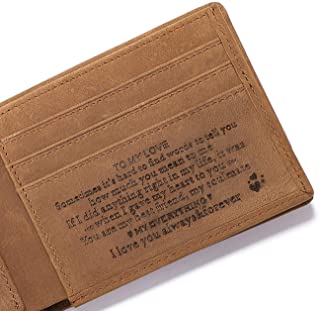 TO MY LOVE
Sometimes it's hard to find words to tell you
how much you mean to me
If I did anything right in my life, it was
when I gave my heart to you
You are my best friend, my soulmate
MY EVERYTHING
I love you always&forever